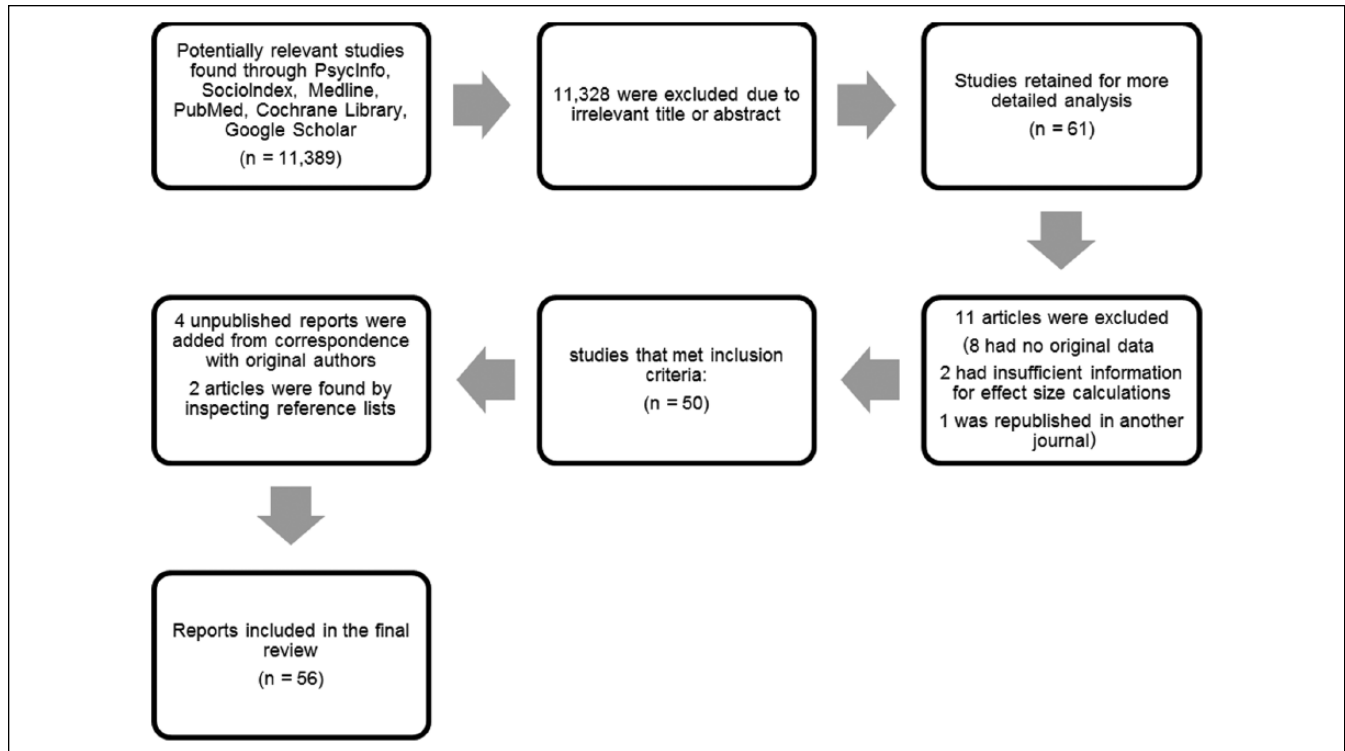 Potentially relevant studies
found through PsycInfo,
SocioIndex, Medline,
PubMed, Cochrane Library,
Google Scholar
(n = 11,389)
11,328 were excluded due to
irrelevant title or abstract
Studies retained for more
detailed analysis
(n = 61)
11 articles were excluded
(8 had no original data
2 had insufficient information
for effect size calculations
1 was republished in another
journal)
studies that met inclusion
criteria:
(n = 50)
4 unpublished reports were
added from correspondence
with original authors
2 articles were found by
inspecting reference lists
Reports included in the final
review
(n = 56)